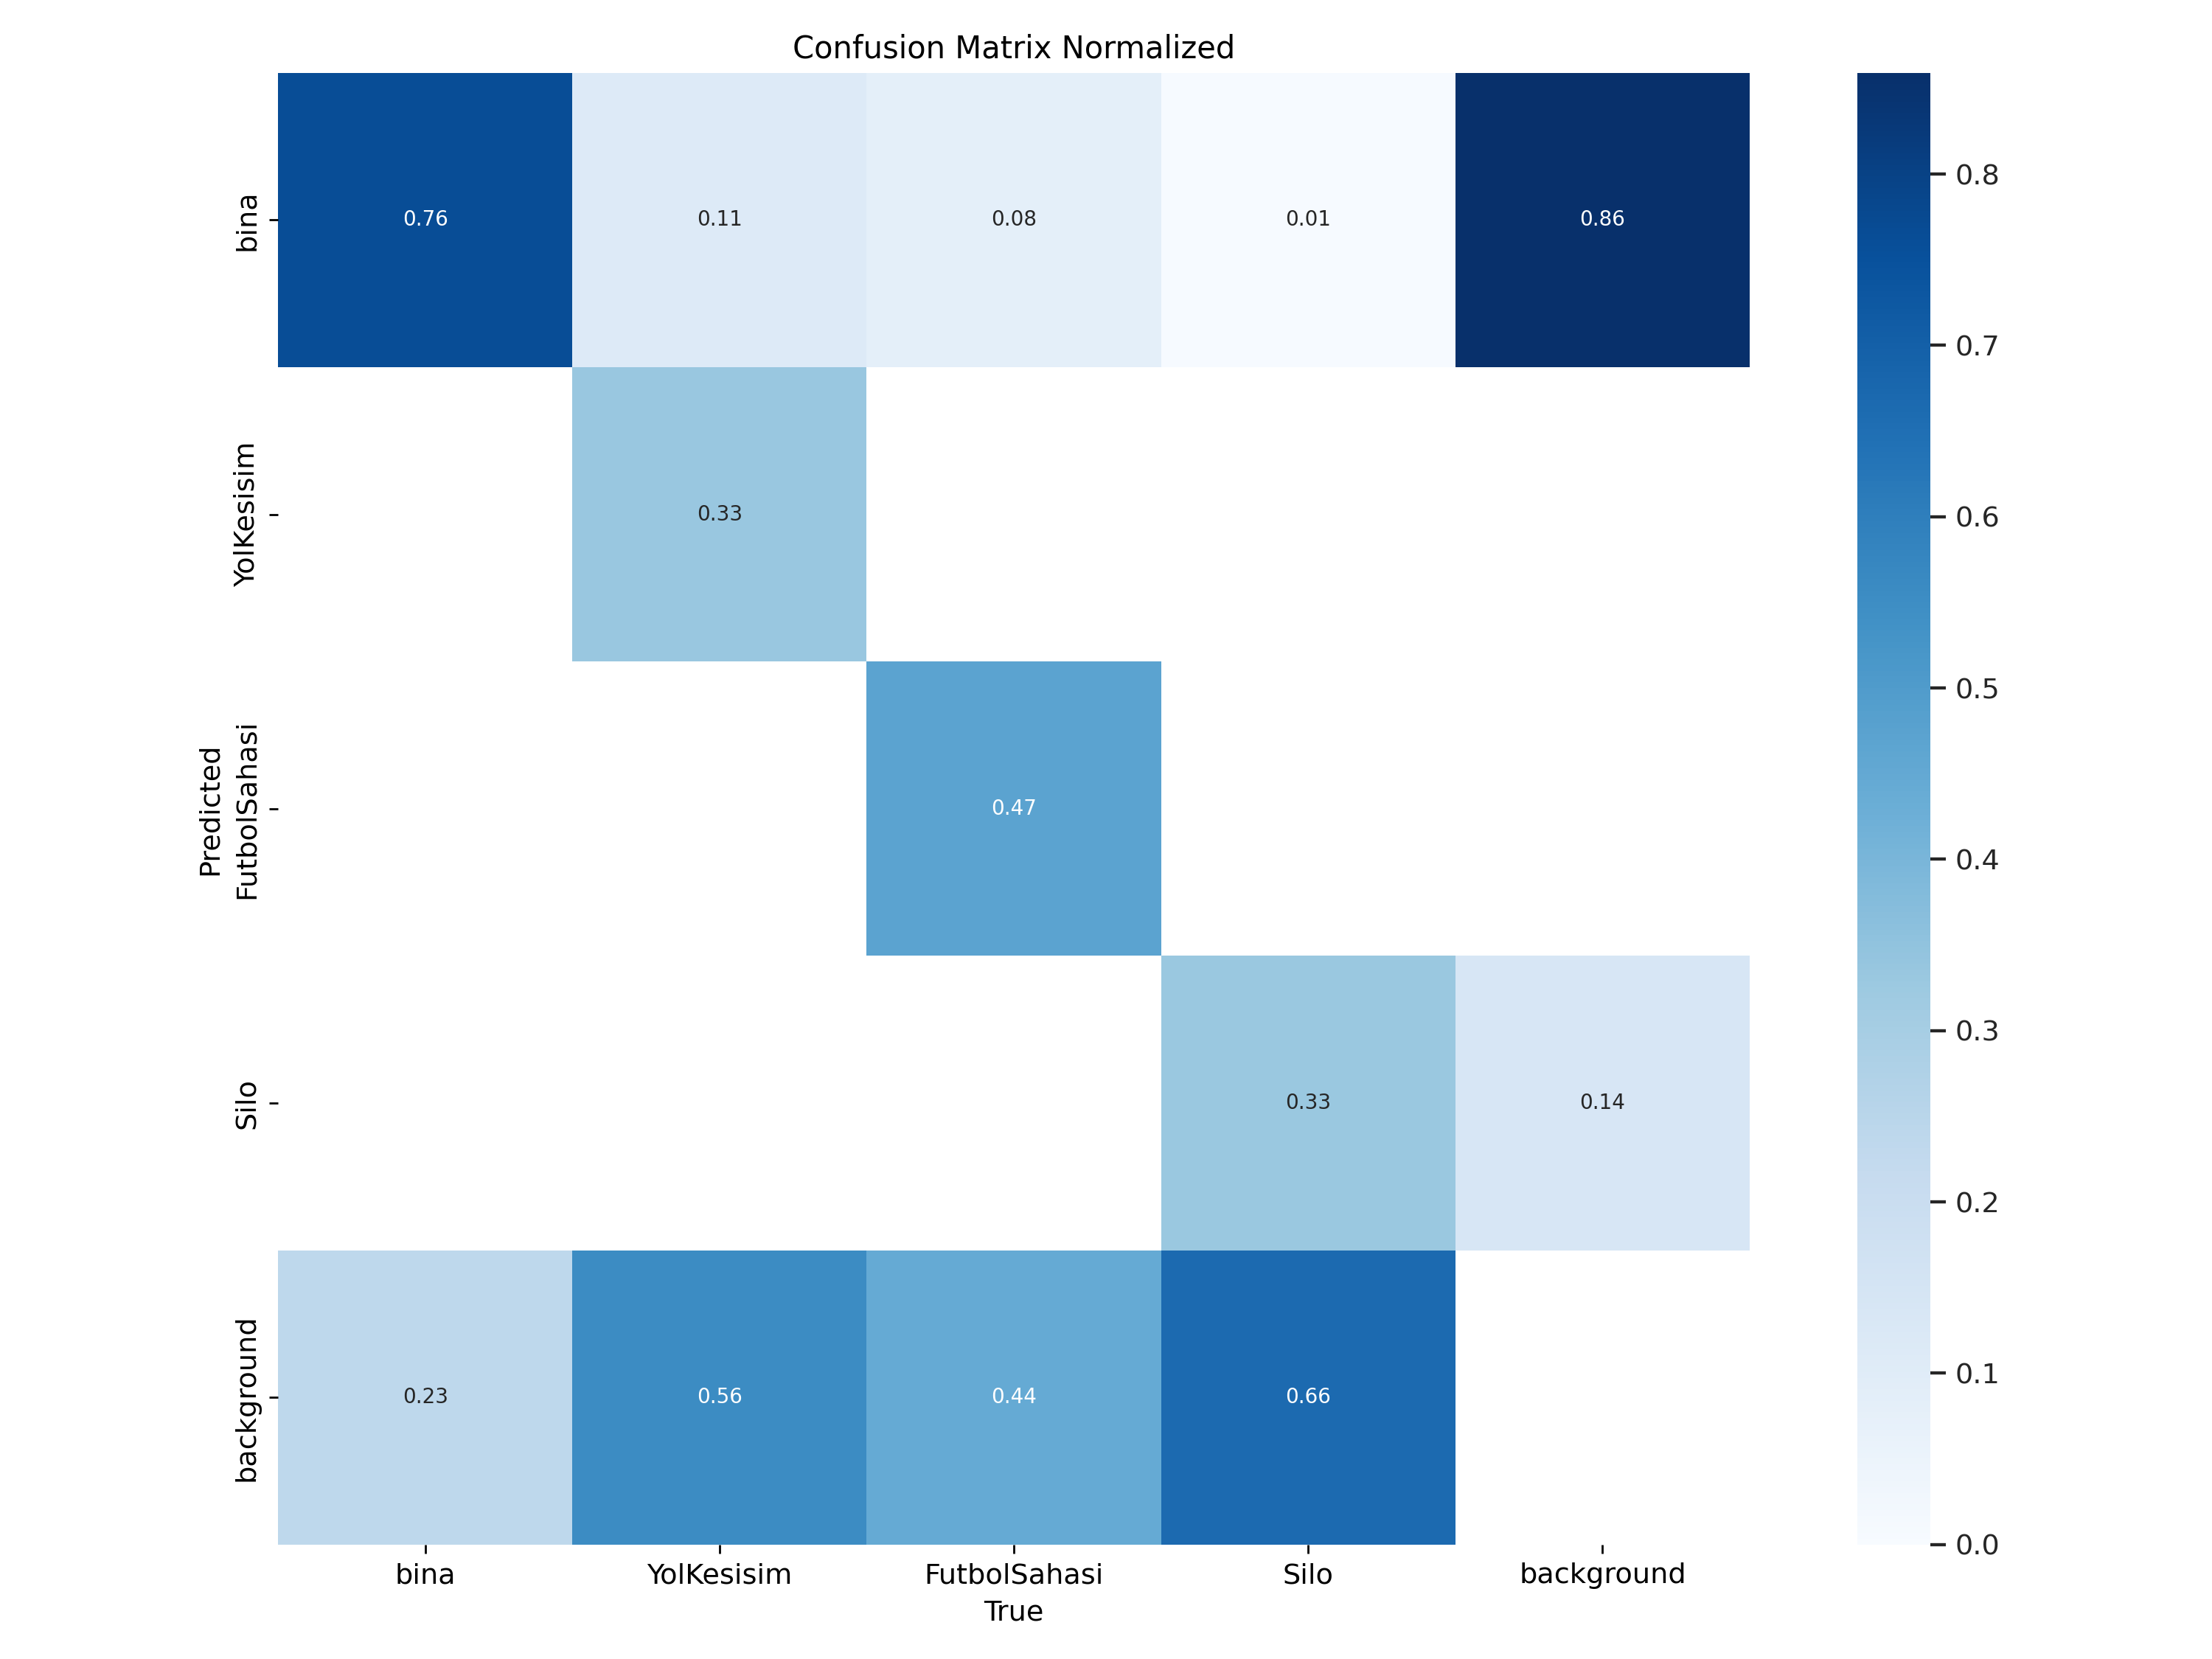 Confusion Matrix Normalized
bina
0.76
0.11
0.08
0.01
0.86
YolKesisim
0.33
Predicted
FutbolSahasi
0.47
Silo
0.33
0.14
background
0.23
0.56
0.44
0.66
bina
YolKesisim
FutbolSahasi
Silo
background
True
0.8
0.7
0.6
0.5
0.4
0.3
0.2
0.1
0.0